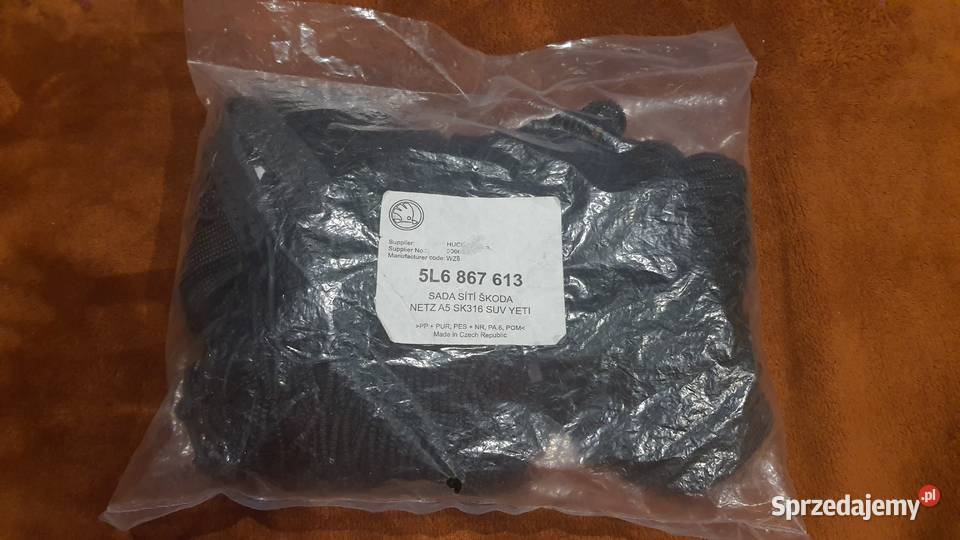 Supplier:
Supplier No.:
Manufacturer code: WZ8
5L6 867 613
SADA SÍTÍ ŠKODA
NETZ A5 SK316 SUV YETI
>PP + PUR, PES + NR, PA.6, POM<
Made in Czech Republic
Sprzedajemy.pl